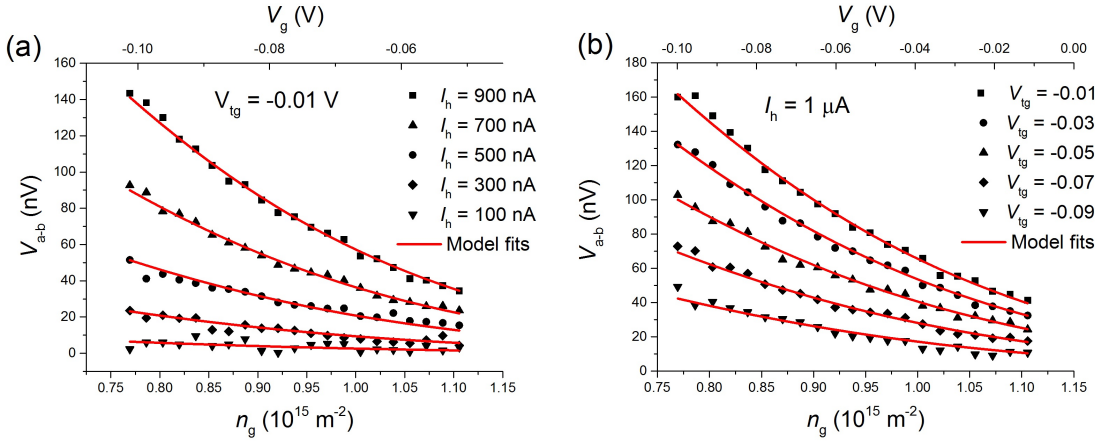 (a)
V_g (V)
-0.10 -0.08 -0.06
160
140
120
100
80
60
40
20
0
V_a-b (nV)
V_tg = -0.01 V
I_h = 900 nA
I_h = 700 nA
I_h = 500 nA
I_h = 300 nA
I_h = 100 nA
Model fits
0.75 0.80 0.85 0.90 0.95 1.00 1.05 1.10 1.15
n_g (10^15 m^-2)
(b)
V_g (V)
-0.10 -0.08 -0.06 -0.04 -0.02 0.00
180
160
140
120
100
80
60
40
20
0
V_a-b (nV)
I_h = 1 μA
V_tg = -0.01
V_tg = -0.03
V_tg = -0.05
V_tg = -0.07
V_tg = -0.09
Model fits
0.75 0.80 0.85 0.90 0.95 1.00 1.05 1.10 1.15
n_g (10^15 m^-2)